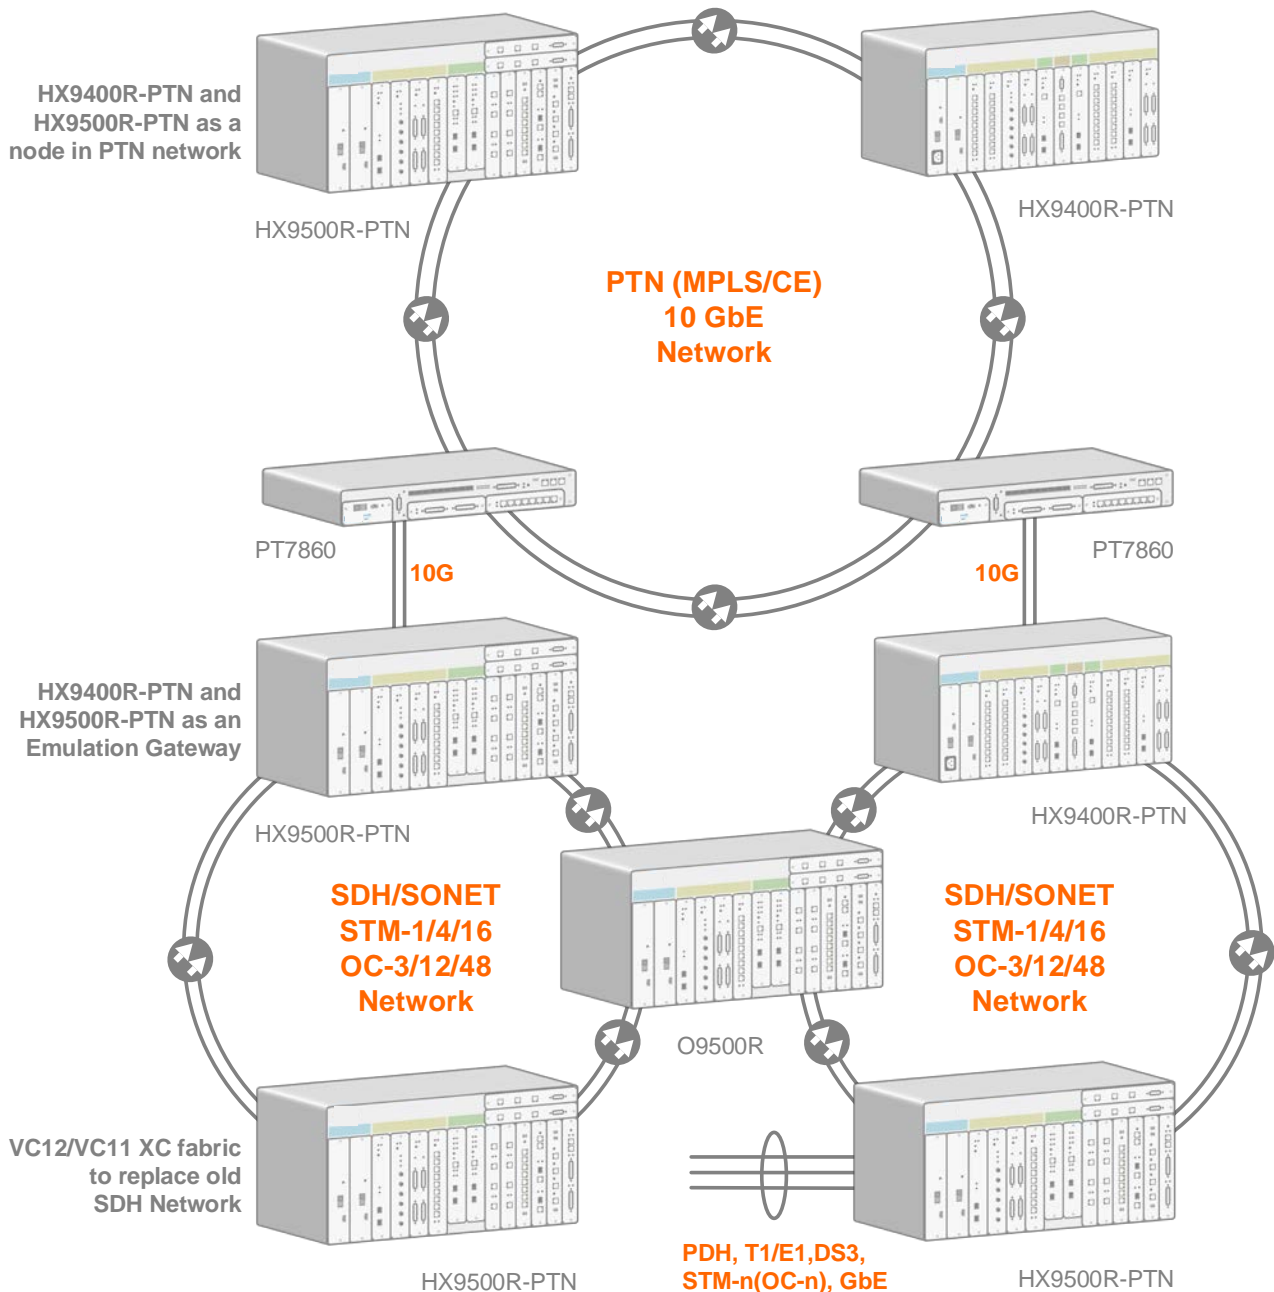 HX9400R-PTN and
HX9500R-PTN as a
node in PTN network
HX9500R-PTN
HX9400R-PTN
PTN (MPLS/CE)
10 GbE
Network
PT7860
PT7860
10G
10G
HX9400R-PTN and
HX9500R-PTN as an
Emulation Gateway
HX9500R-PTN
HX9400R-PTN
SDH/SONET
STM-1/4/16
OC-3/12/48
Network
SDH/SONET
STM-1/4/16
OC-3/12/48
Network
O9500R
VC12/VC11 XC fabric
to replace old
SDH Network
HX9500R-PTN
PDH, T1/E1,DS3,
STM-n(OC-n), GbE
HX9500R-PTN